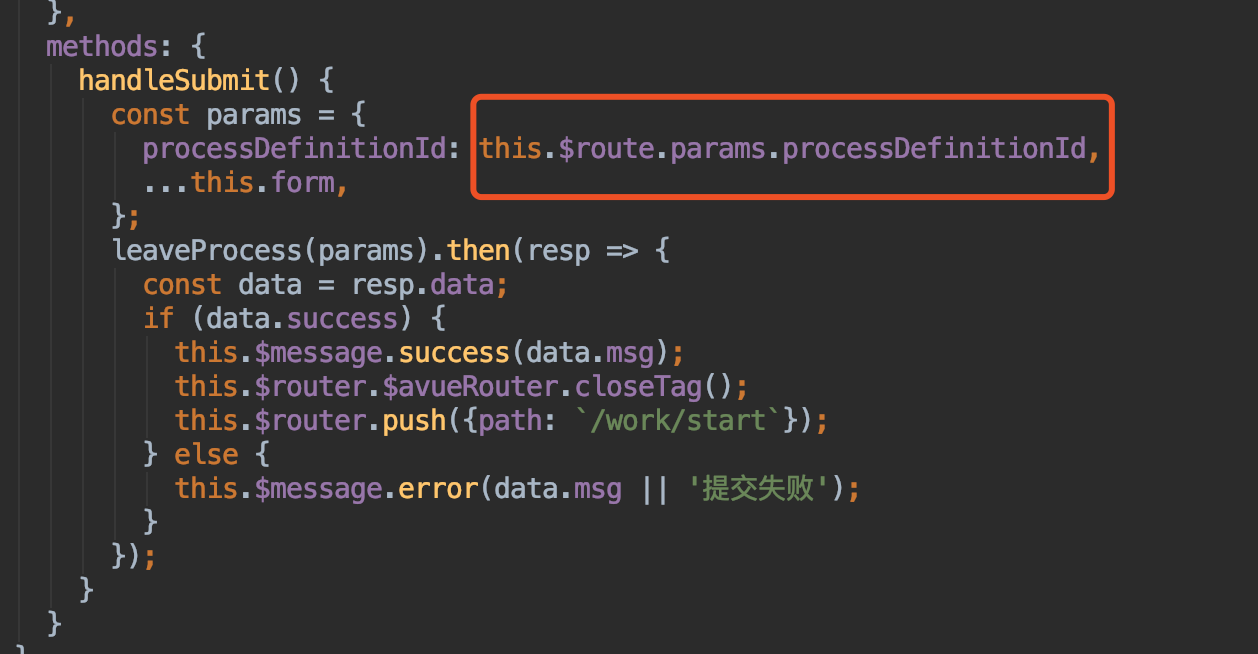 },
methods: {
handleSubmit() {
const params = {
processDefinitionId: this.$route.params.processDefinitionId,
...this.form,
};
leaveProcess(params).then(resp => {
const data = resp.data;
if (data.success) {
this.$message.success(data.msg);
this.$router.$avueRouter.closeTag();
this.$router.push({path: `/work/start`});
} else {
this.$message.error(data.msg || '提交失败');
}
});
}
}
}